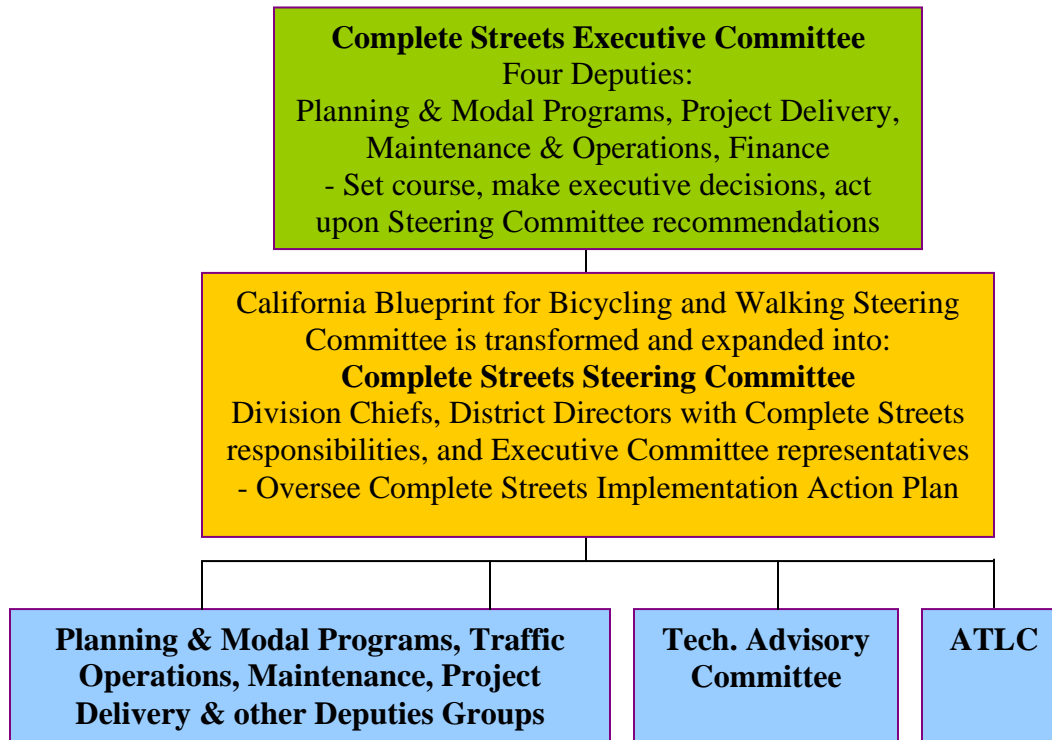 Complete Streets Executive Committee
Four Deputies:
Planning & Modal Programs, Project Delivery,
Maintenance & Operations, Finance
- Set course, make executive decisions, act
upon Steering Committee recommendations
California Blueprint for Bicycling and Walking Steering
Committee is transformed and expanded into:
Complete Streets Steering Committee
Division Chiefs, District Directors with Complete Streets
responsibilities, and Executive Committee representatives
- Oversee Complete Streets Implementation Action Plan
Planning & Modal Programs, Traffic
Operations, Maintenance, Project
Delivery & other Deputies Groups
Tech. Advisory
Committee
ATLC